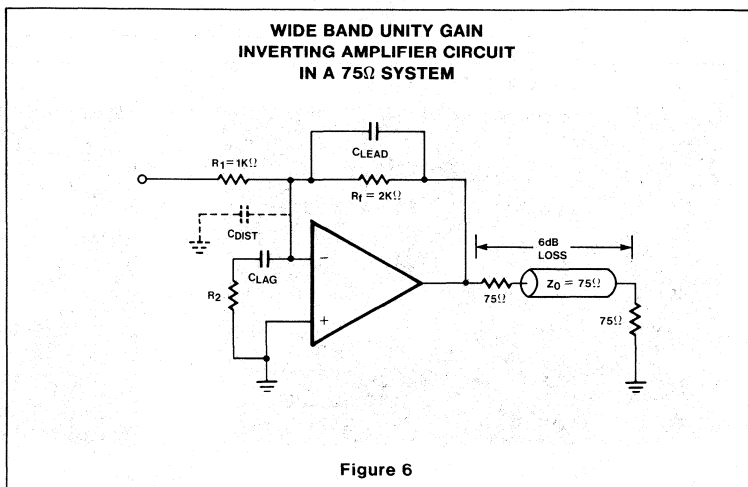 WIDE BAND UNITY GAIN
INVERTING AMPLIFIER CIRCUIT
IN A 75Ω SYSTEM
CLEAD
R1=1KΩ
Rf = 2KΩ
CDIST
6dB
LOSS
CLAG
−
75Ω
ZO = 75Ω
R2
+
75Ω
Figure 6